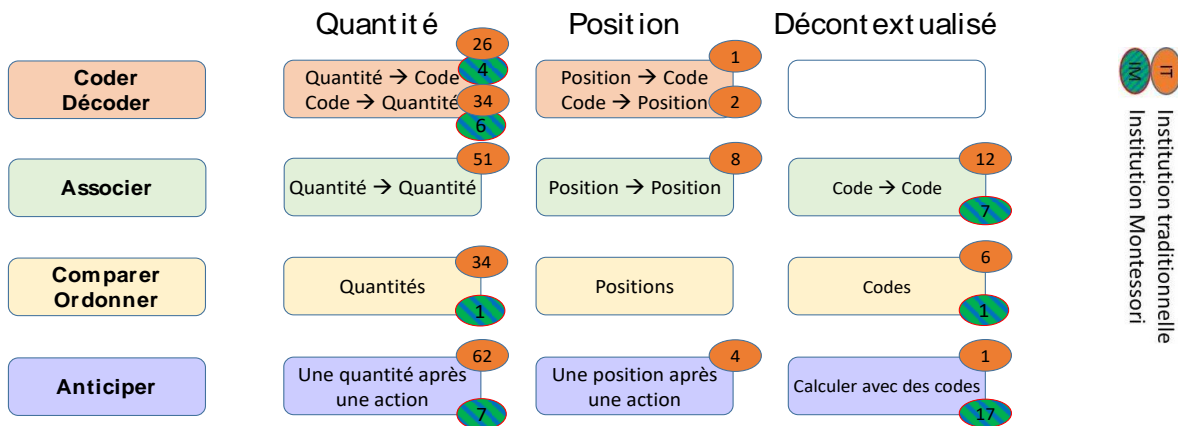 Quantité Position Décontextualisé
26
4
1
Coder
Décoder
Quantité → Code
Code → Quantité
34
6
Position → Code
Code → Position
2
51
8
12
Associer
Quantité → Quantité
Position → Position
Code → Code
7
34
6
Comparer
Ordonner
Quantités
Positions
Codes
1
1
62
4
1
Anticiper
Une quantité après
une action
Une position après
une action
Calculer avec des codes
7
17
IT Institution traditionnelle
IM Institution Montessori